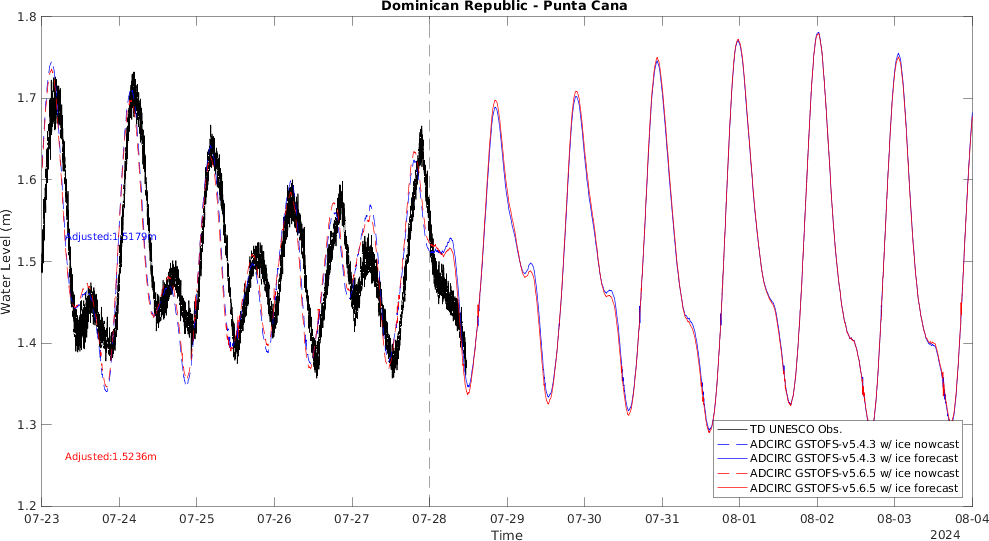 Dominican Republic - Punta Cana
Water Level (m)
1.8
1.7
1.6
1.5
1.4
1.3
1.2
Adjusted:1.5179m
Adjusted:1.5236m
TD UNESCO Obs.
ADCIRC GSTOFS-v5.4.3 w/ ice nowcast
ADCIRC GSTOFS-v5.4.3 w/ ice forecast
ADCIRC GSTOFS-v5.6.5 w/ ice nowcast
ADCIRC GSTOFS-v5.6.5 w/ ice forecast
07-23 07-24 07-25 07-26 07-27 07-28 07-29 07-30 07-31 08-01 08-02 08-03 08-04
Time
2024